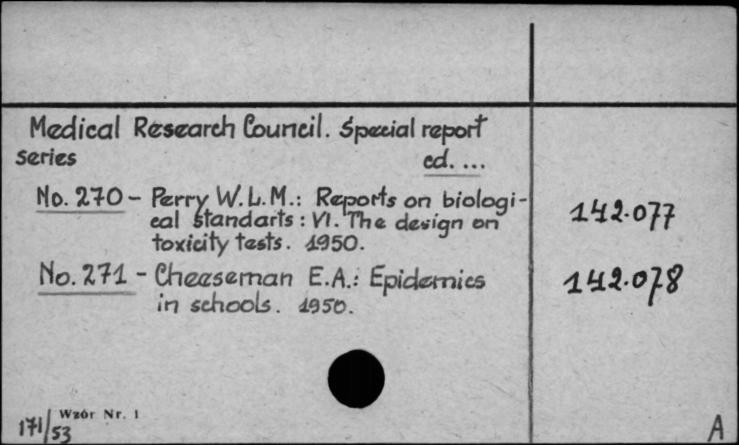 Medical Research Council. Special report
series cd. ...
No. 270 - Perry W.L.M.: Reports on biologi-
cal standarts: VI. The design on
toxicity tests. 1950.
142.077
No. 271 - Cheeseman E.A.: Epidemics
in schools. 1950.
142.078
Wzór Nr. 1
171/53
A